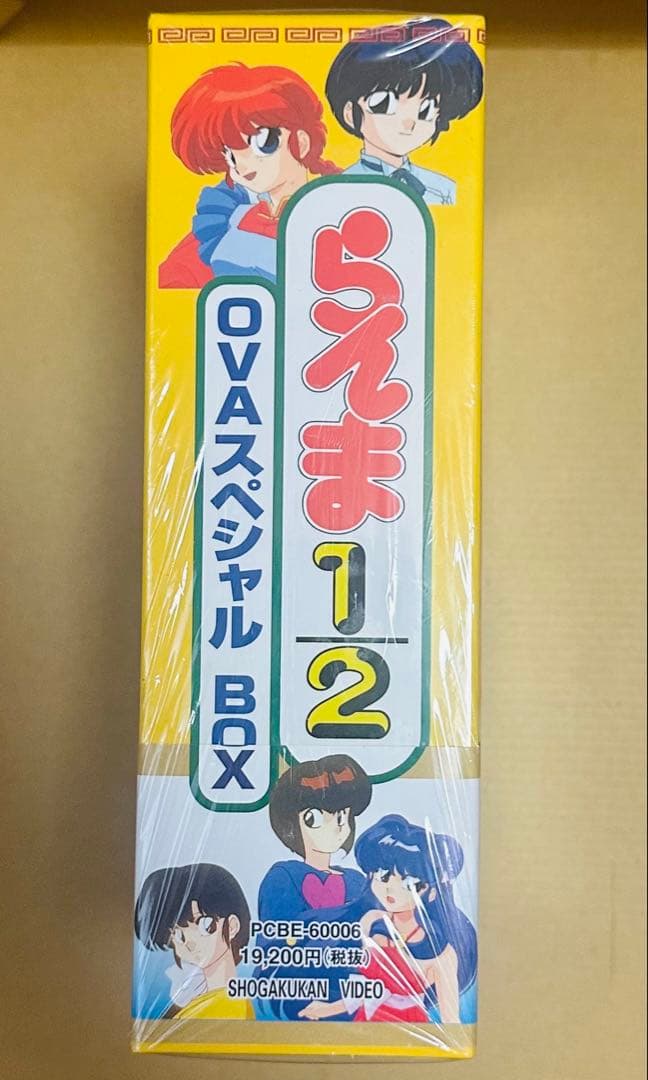 らんま
1/2
OVAスペシャル BOX
PCBE-60006
19,200円(税抜)
SHOGAKUKAN VIDEO